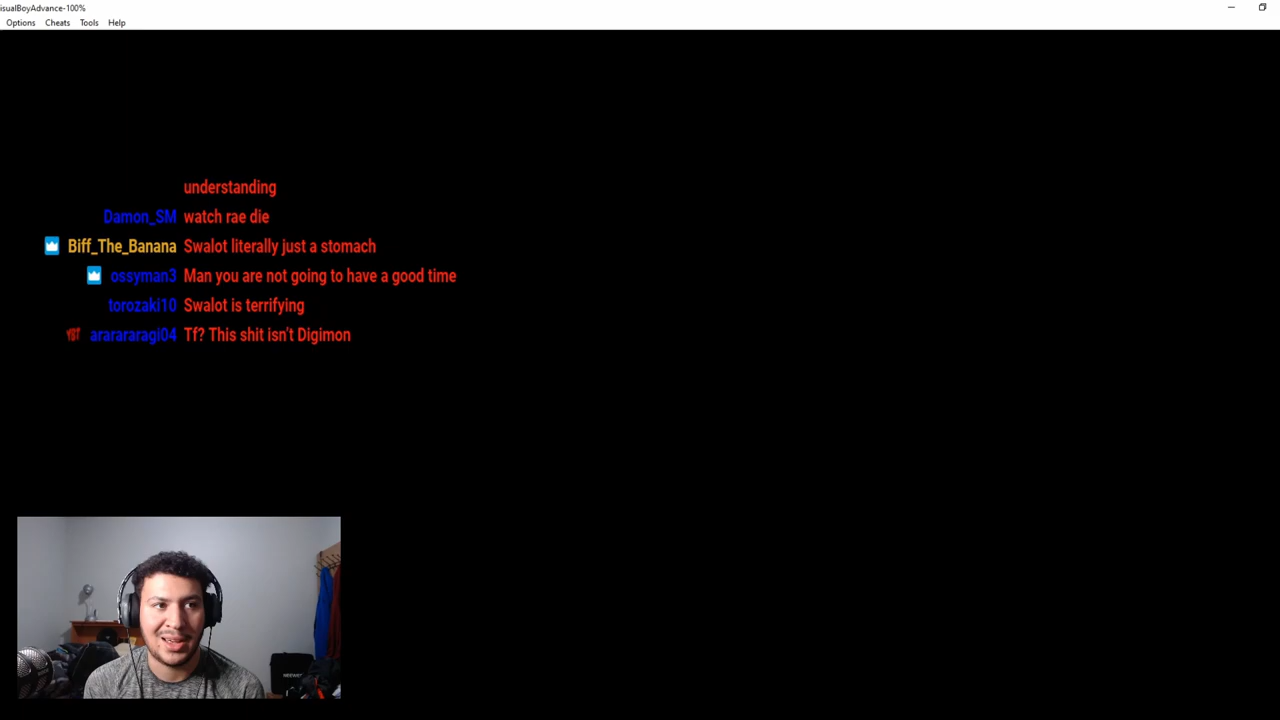 isualBoyAdvance-100%
Options Cheats Tools Help
understanding
Damon_SM watch rae die
Biff_The_Banana Swalot literally just a stomach
ossyman3 Man you are not going to have a good time
torozaki10 Swalot is terrifying
ararararagi04 Tf? This shit isn't Digimon